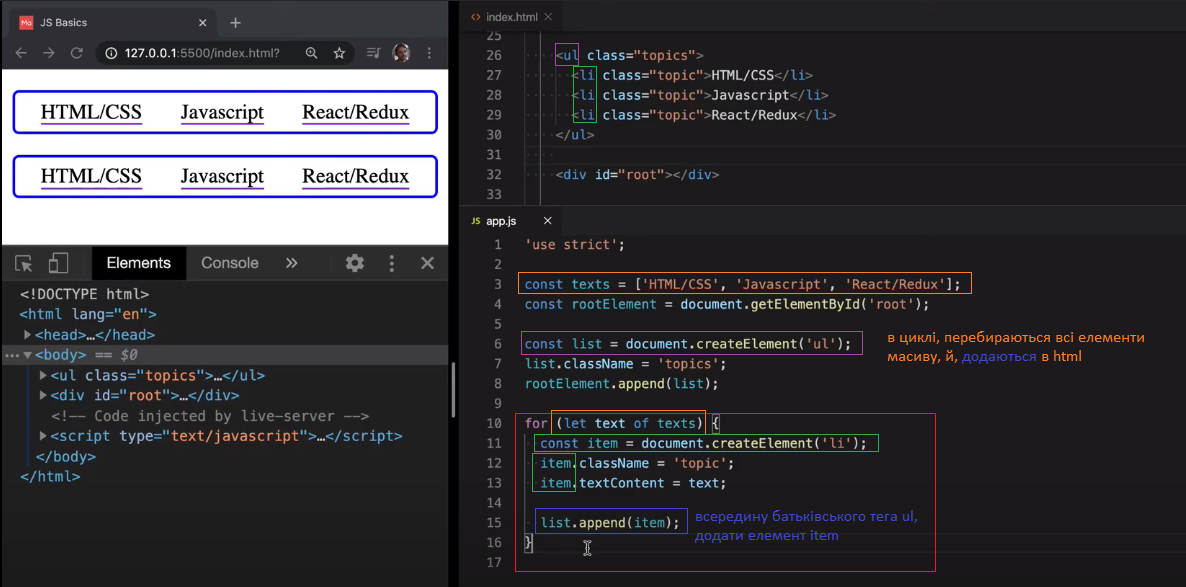 JS Basics
127.0.0.1:5500/index.html?
HTML/CSS Javascript React/Redux
HTML/CSS Javascript React/Redux
Elements Console »
<!DOCTYPE html>
<html lang="en">
<head>…</head>
<body> == $0
<ul class="topics">…</ul>
<div id="root">…</div>
<!-- Code injected by live-server -->
<script type="text/javascript">…</script>
</body>
</html>
index.html
25
26 <ul class="topics">
27 <li class="topic">HTML/CSS</li>
28 <li class="topic">Javascript</li>
29 <li class="topic">React/Redux</li>
30 </ul>
31
32 <div id="root"></div>
33
JS app.js
1 'use strict';
2
3 const texts = ['HTML/CSS', 'Javascript', 'React/Redux'];
4 const rootElement = document.getElementById('root');
5
6 const list = document.createElement('ul');
7 list.className = 'topics';
8 rootElement.append(list);
9
10 for (let text of texts) {
11 const item = document.createElement('li');
12 item.className = 'topic';
13 item.textContent = text;
14
15 list.append(item);
16 }
17
в циклі, перебираються всі елементи
масиву, й, додаються в html
всередину батьківського тега ul,
додати елемент item